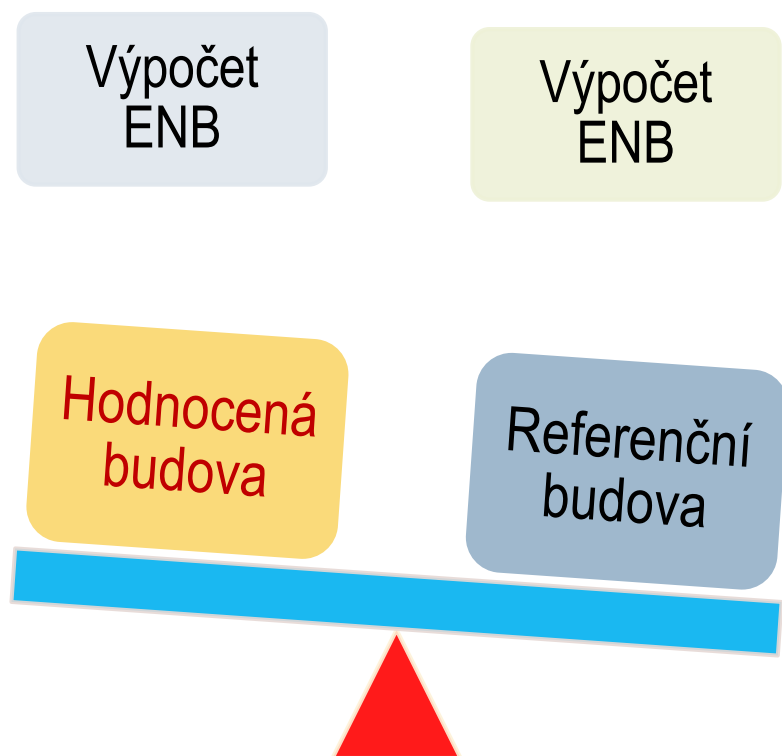 Výpočet
ENB
Výpočet
ENB
Hodnocená
budova
Referenční
budova